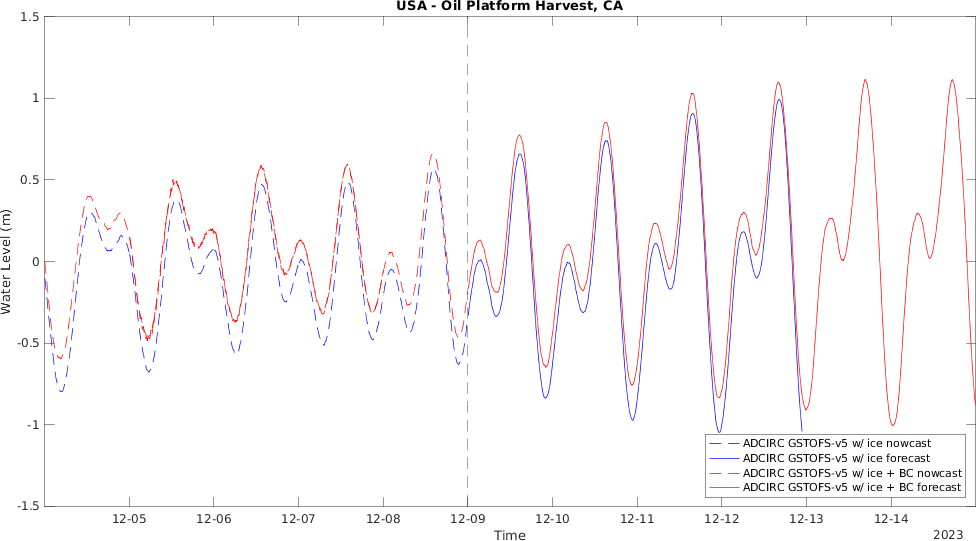 USA - Oil Platform Harvest, CA
1.5
1
0.5
0
-0.5
-1
-1.5
Water Level (m)
12-05 12-06 12-07 12-08 12-09 12-10 12-11 12-12 12-13 12-14
Time
2023
ADCIRC GSTOFS-v5 w/ ice nowcast
ADCIRC GSTOFS-v5 w/ ice forecast
ADCIRC GSTOFS-v5 w/ ice + BC nowcast
ADCIRC GSTOFS-v5 w/ ice + BC forecast